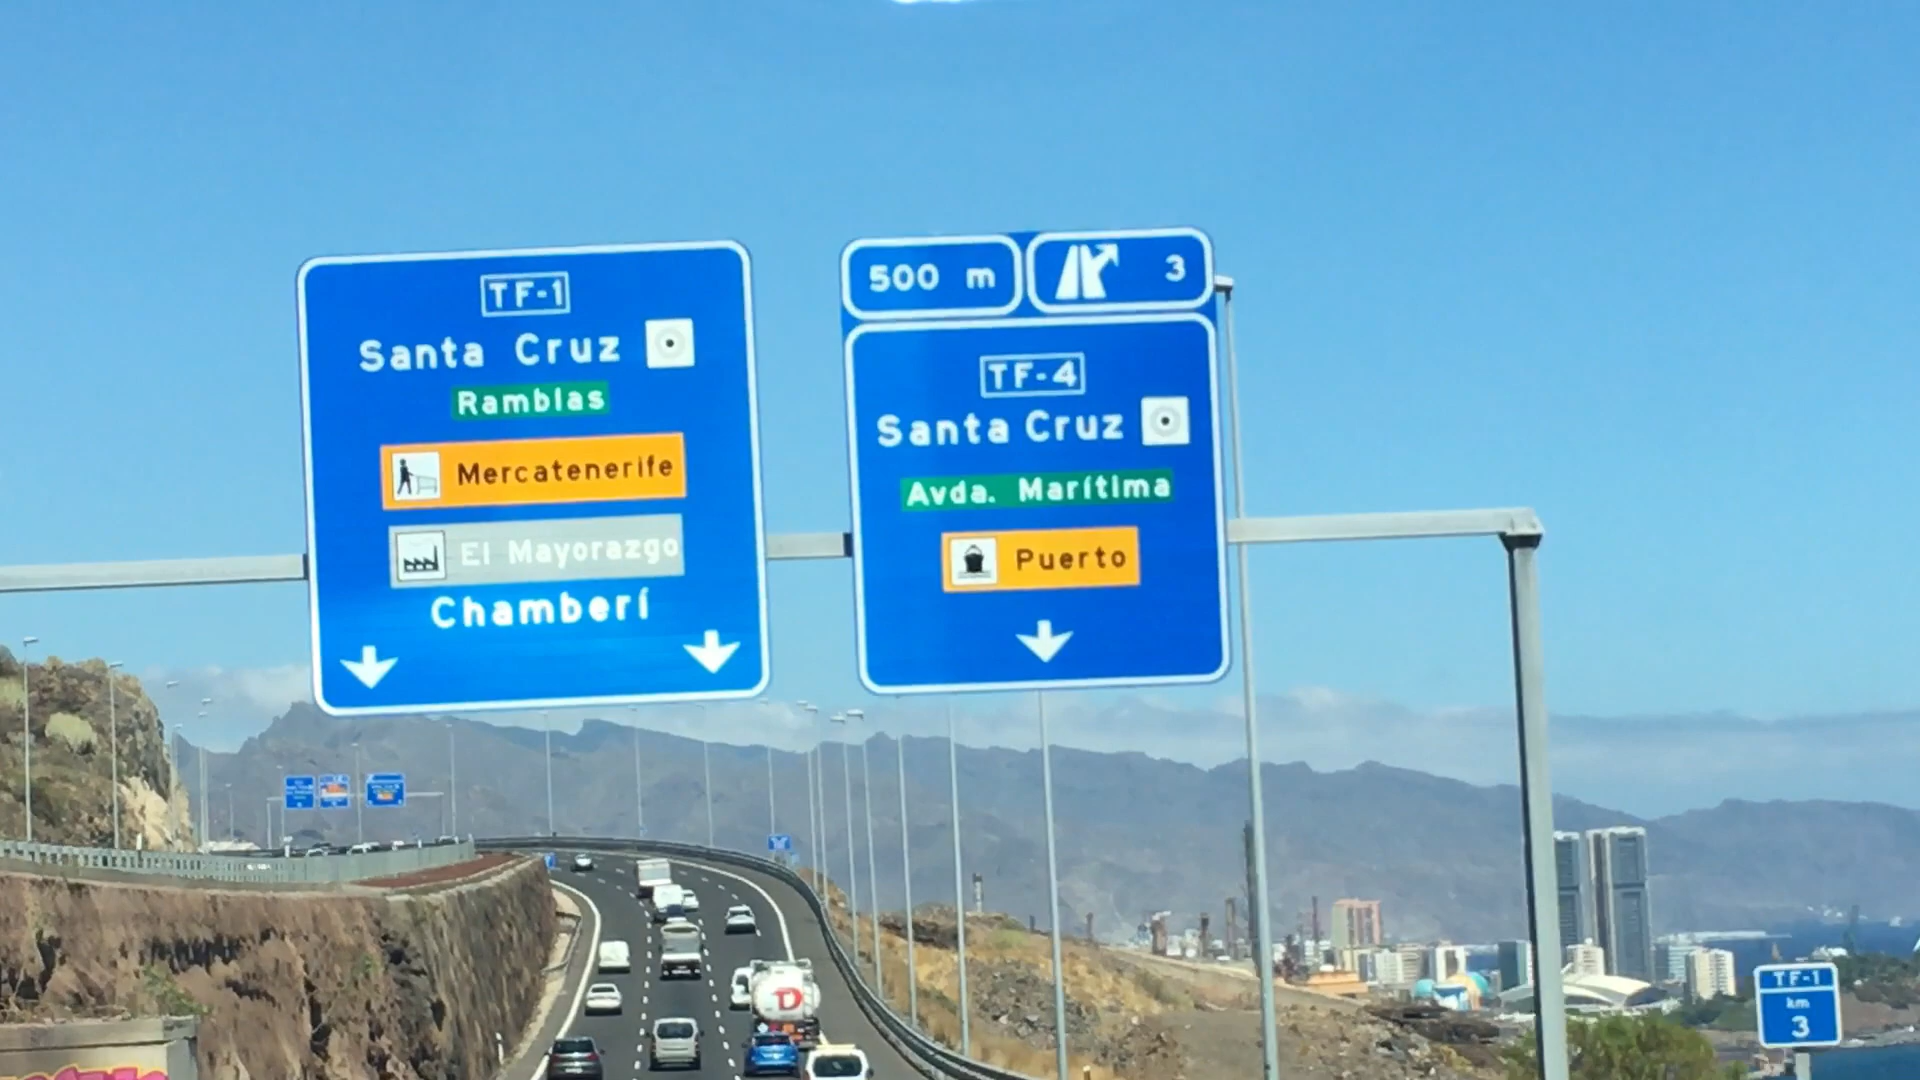 TF-1
Santa Cruz
Ramblas
Mercatenerife
El Mayorazgo
Chamberí
500 m
3
TF-4
Santa Cruz
Avda. Marítima
Puerto
D
TF-1
km
3